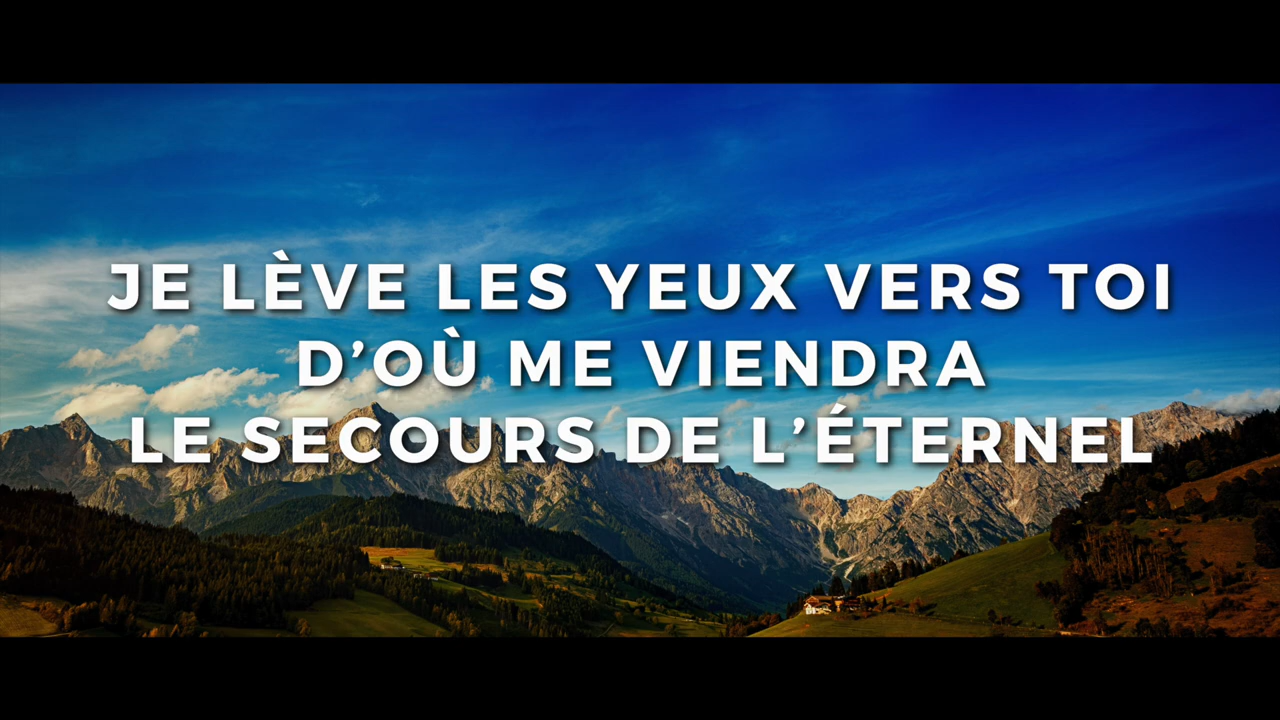 JE LÈVE LES YEUX VERS TOI
D’OÙ ME VIENDRA
LE SECOURS DE L’ÉTERNEL